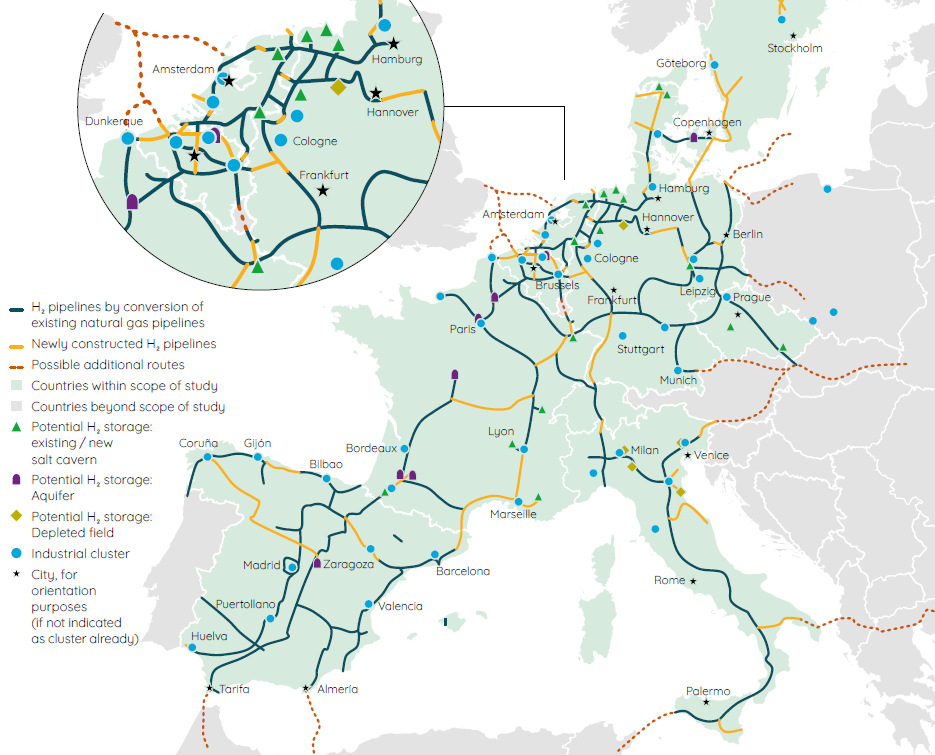 Stockholm
Göteborg
Copenhagen
Hamburg
Amsterdam
Hannover
Dunkerque
Cologne
Frankfurt
Hamburg
Amsterdam
Hannover
Berlin
Cologne
Brussels
Leipzig
Frankfurt
Prague
Paris
Stuttgart
Munich
H₂ pipelines by conversion of
existing natural gas pipelines
Newly constructed H₂ pipelines
Possible additional routes
Countries within scope of study
Countries beyond scope of study
Potential H₂ storage:
existing / new
salt cavern
Potential H₂ storage:
Aquifer
Potential H₂ storage:
Depleted field
Industrial cluster
City, for
orientation
purposes
(if not indicated
as cluster already)
Lyon
Coruña
Gijón
Bordeaux
Milan
Venice
Bilbao
Marseille
Madrid
Zaragoza
Barcelona
Rome
Puertollano
Valencia
Huelva
Tarifa
Almería
Palermo